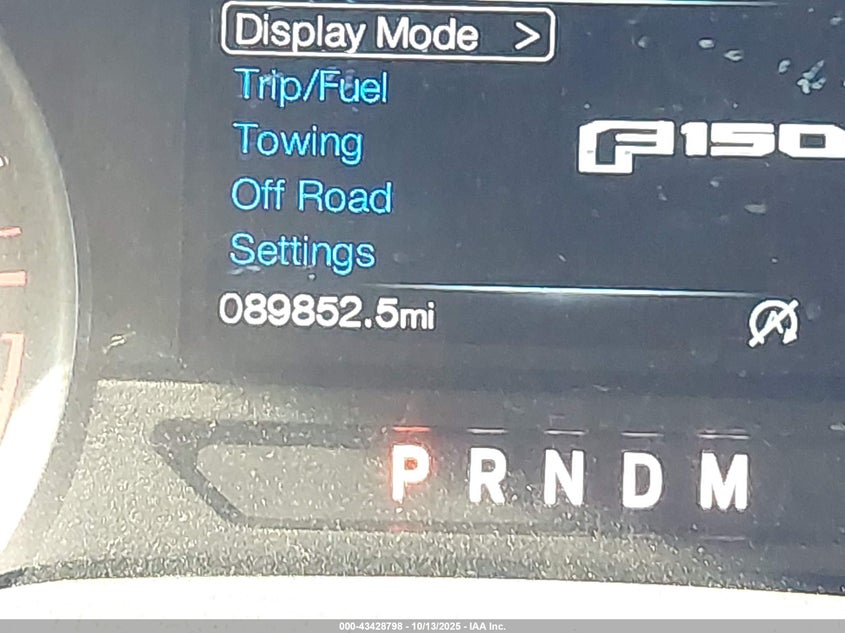 Display Mode >
Trip/Fuel
Towing
F150
Off Road
Settings
089852.5mi
A
P R N D M
000-43428798 - 10/13/2025 - IAA Inc.